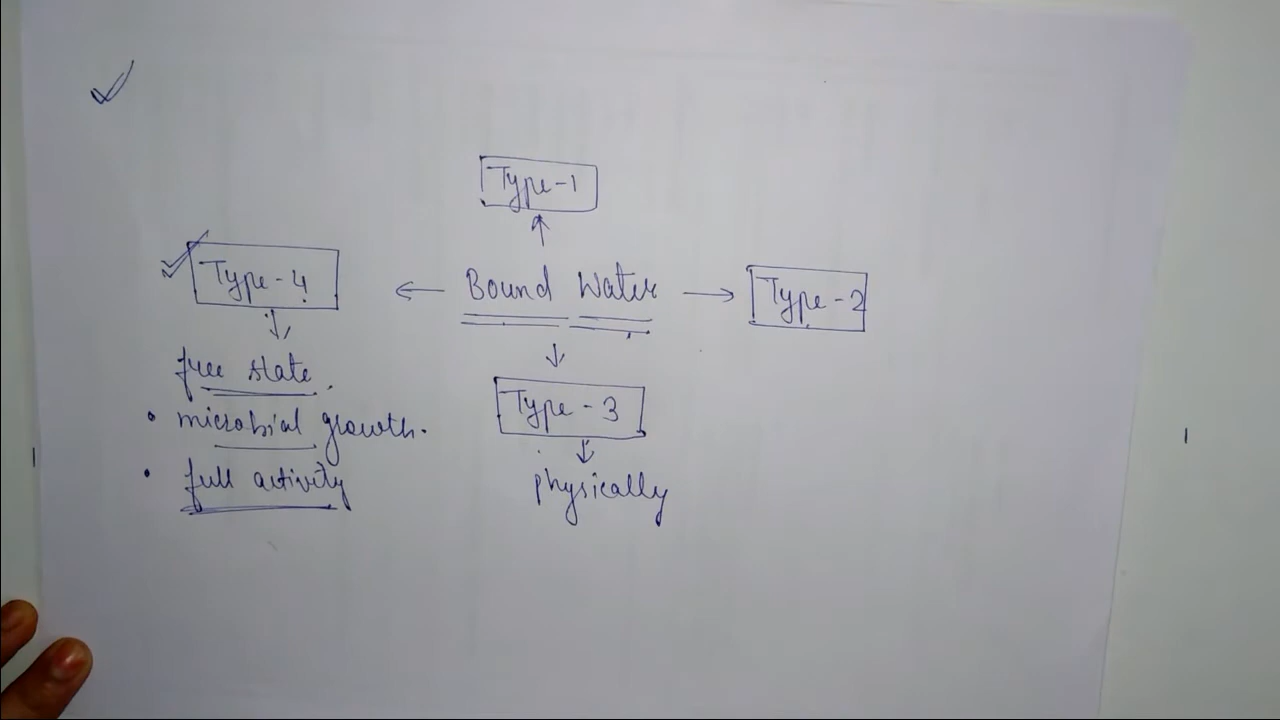 Type-1
Type-4
Bound Water
Type-2
free state.
Type-3
• microbial growth.
physically
• full activity